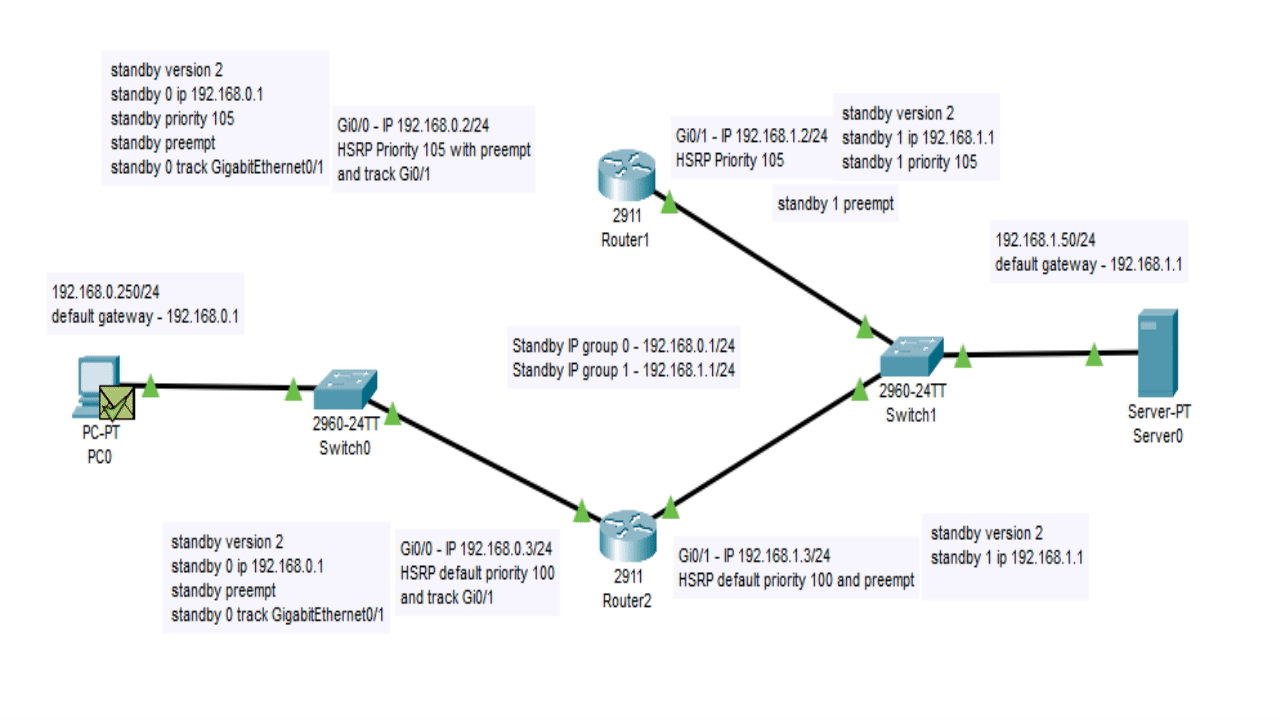 standby version 2
standby 0 ip 192.168.0.1
standby priority 105
standby preempt
standby 0 track GigabitEthernet0/1
Gi0/0 - IP 192.168.0.2/24
HSRP Priority 105 with preempt
and track Gi0/1
Gi0/1 - IP 192.168.1.2/24
HSRP Priority 105
standby version 2
standby 1 ip 192.168.1.1
standby 1 priority 105
standby 1 preempt
2911
Router1
192.168.1.50/24
default gateway - 192.168.1.1
192.168.0.250/24
default gateway - 192.168.0.1
Standby IP group 0 - 192.168.0.1/24
Standby IP group 1 - 192.168.1.1/24
PC-PT
PC0
2960-24TT
Switch0
2960-24TT
Switch1
Server-PT
Server0
standby version 2
standby 0 ip 192.168.0.1
standby preempt
standby 0 track GigabitEthernet0/1
Gi0/0 - IP 192.168.0.3/24
HSRP default priority 100
and track Gi0/1
2911
Router2
Gi0/1 - IP 192.168.1.3/24
HSRP default priority 100 and preempt
standby version 2
standby 1 ip 192.168.1.1